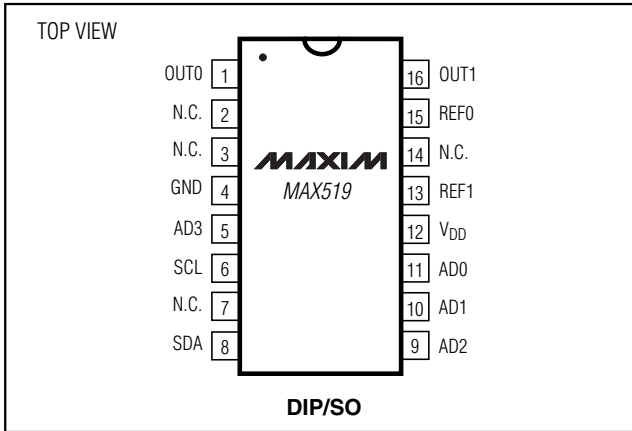 TOP VIEW
OUT0 1
N.C. 2
N.C. 3
GND 4
AD3 5
SCL 6
N.C. 7
SDA 8
MAXIM
MAX519
16 OUT1
15 REF0
14 N.C.
13 REF1
12 VDD
11 AD0
10 AD1
9 AD2
DIP/SO